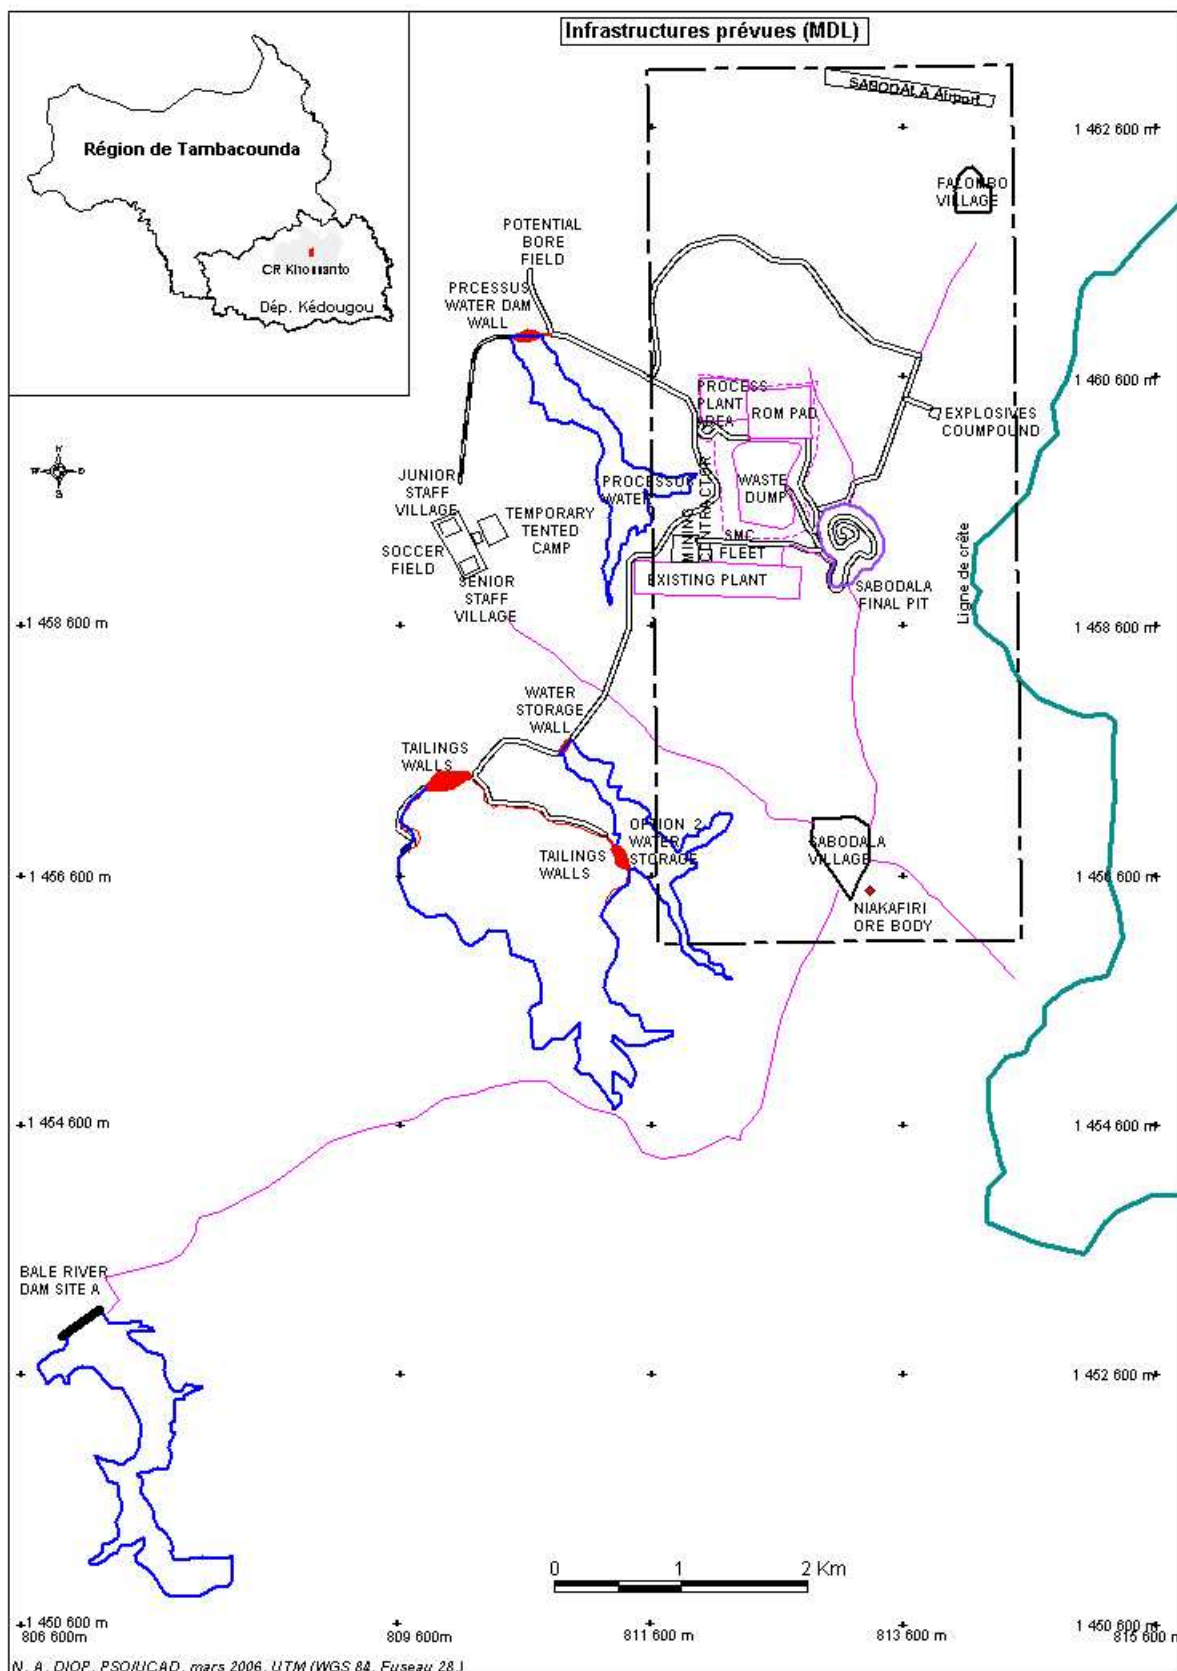 Infrastructures prévues (MDL)
Région de Tambacounda
CR Khossanto
Dép. Kédougou
SABODALA Airport
1 462 600 m
FALOMBO
VILLAGE
POTENTIAL
BORE
FIELD
PRCESSUS
WATER DAM
WALL
1 460 600 m
PROCESS
PLANT
AREA
ROM PAD
EXPLOSIVES
COUMPOUND
N
W
D
S
JUNIOR
STAFF
VILLAGE
PROCESSUS
WATER
MINING
CENTRACTOR
WASTE
DUMP
TEMPORARY
TENTED
CAMP
SOCCER
FIELD
SMC
FLEET
EXISTING PLANT
SENIOR
STAFF
VILLAGE
SABODALA
FINAL PIT
Ligne de crête
1 458 600 m
1 458 600 m
WATER
STORAGE
WALL
TAILINGS
WALLS
OPTION 2
WATER
STORAGE
TAILINGS
WALLS
SABODALA
VILLAGE
1 456 600 m
1 456 600 m
NIAKAFIRI
ORE BODY
1 454 600 m
1 454 600 m
BALE RIVER
DAM SITE A
1 452 600 m
0 1 2 Km
1 450 600 m
1 450 600 m
806 600m
809 600m
811 600 m
813 600 m
815 600 m
N. A. DIOP, PSO/UCAD, mars 2006, UTM (WGS 84, Fuseau 28.)